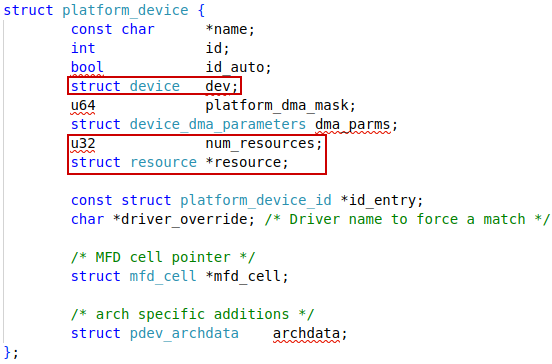 struct platform_device {
const char *name;
int id;
bool id_auto;
struct device dev;
u64 platform_dma_mask;
struct device_dma_parameters dma_parms;
u32 num_resources;
struct resource *resource;
const struct platform_device_id *id_entry;
char *driver_override; /* Driver name to force a match */
/* MFD cell pointer */
struct mfd_cell *mfd_cell;
/* arch specific additions */
struct pdev_archdata archdata;
};